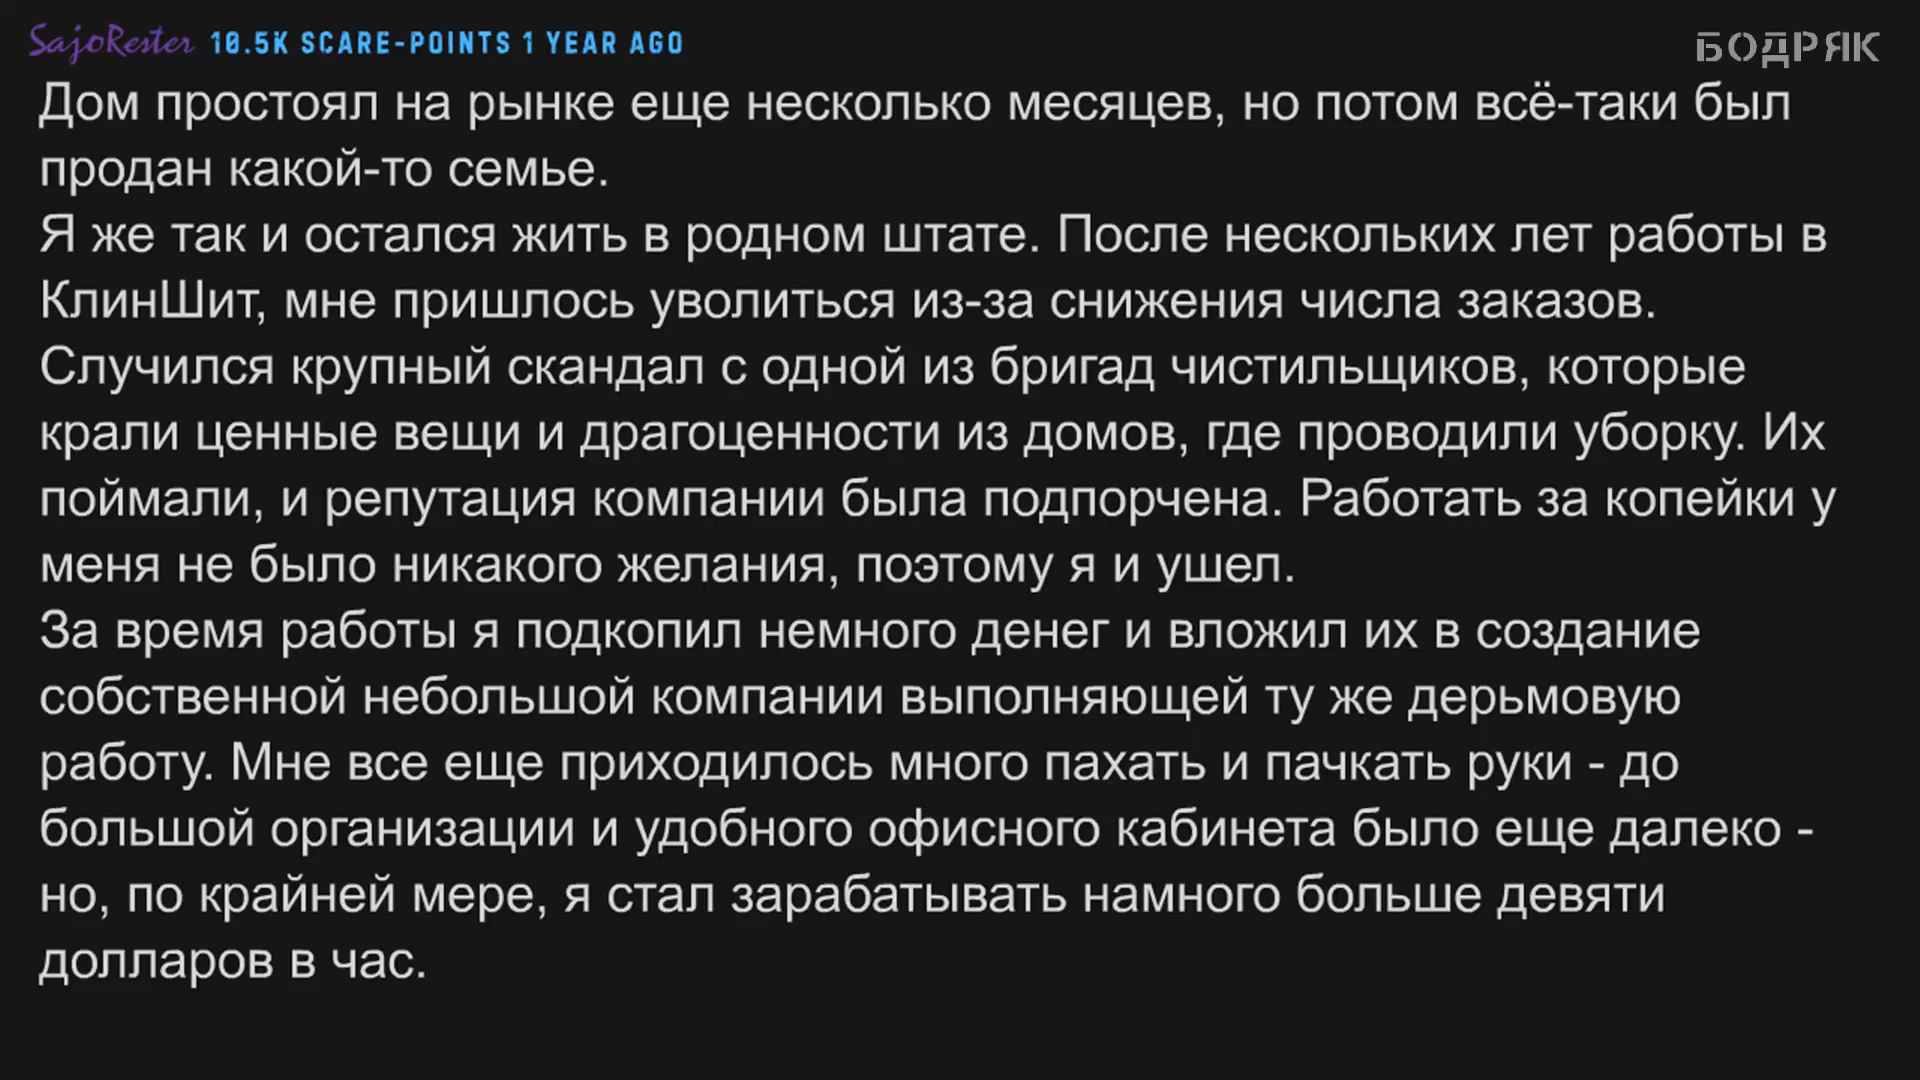 SajoRester 10.5K SCARE-POINTS 1 YEAR AGO
БОДРЯК
Дом простоял на рынке еще несколько месяцев, но потом всё-таки был
продан какой-то семье.
Я же так и остался жить в родном штате. После нескольких лет работы в
КлинШит, мне пришлось уволиться из-за снижения числа заказов.
Случился крупный скандал с одной из бригад чистильщиков, которые
крали ценные вещи и драгоценности из домов, где проводили уборку. Их
поймали, и репутация компании была подпорчена. Работать за копейки у
меня не было никакого желания, поэтому я и ушел.
За время работы я подкопил немного денег и вложил их в создание
собственной небольшой компании выполняющей ту же дерьмовую
работу. Мне все еще приходилось много пахать и пачкать руки - до
большой организации и удобного офисного кабинета было еще далеко -
но, по крайней мере, я стал зарабатывать намного больше девяти
долларов в час.